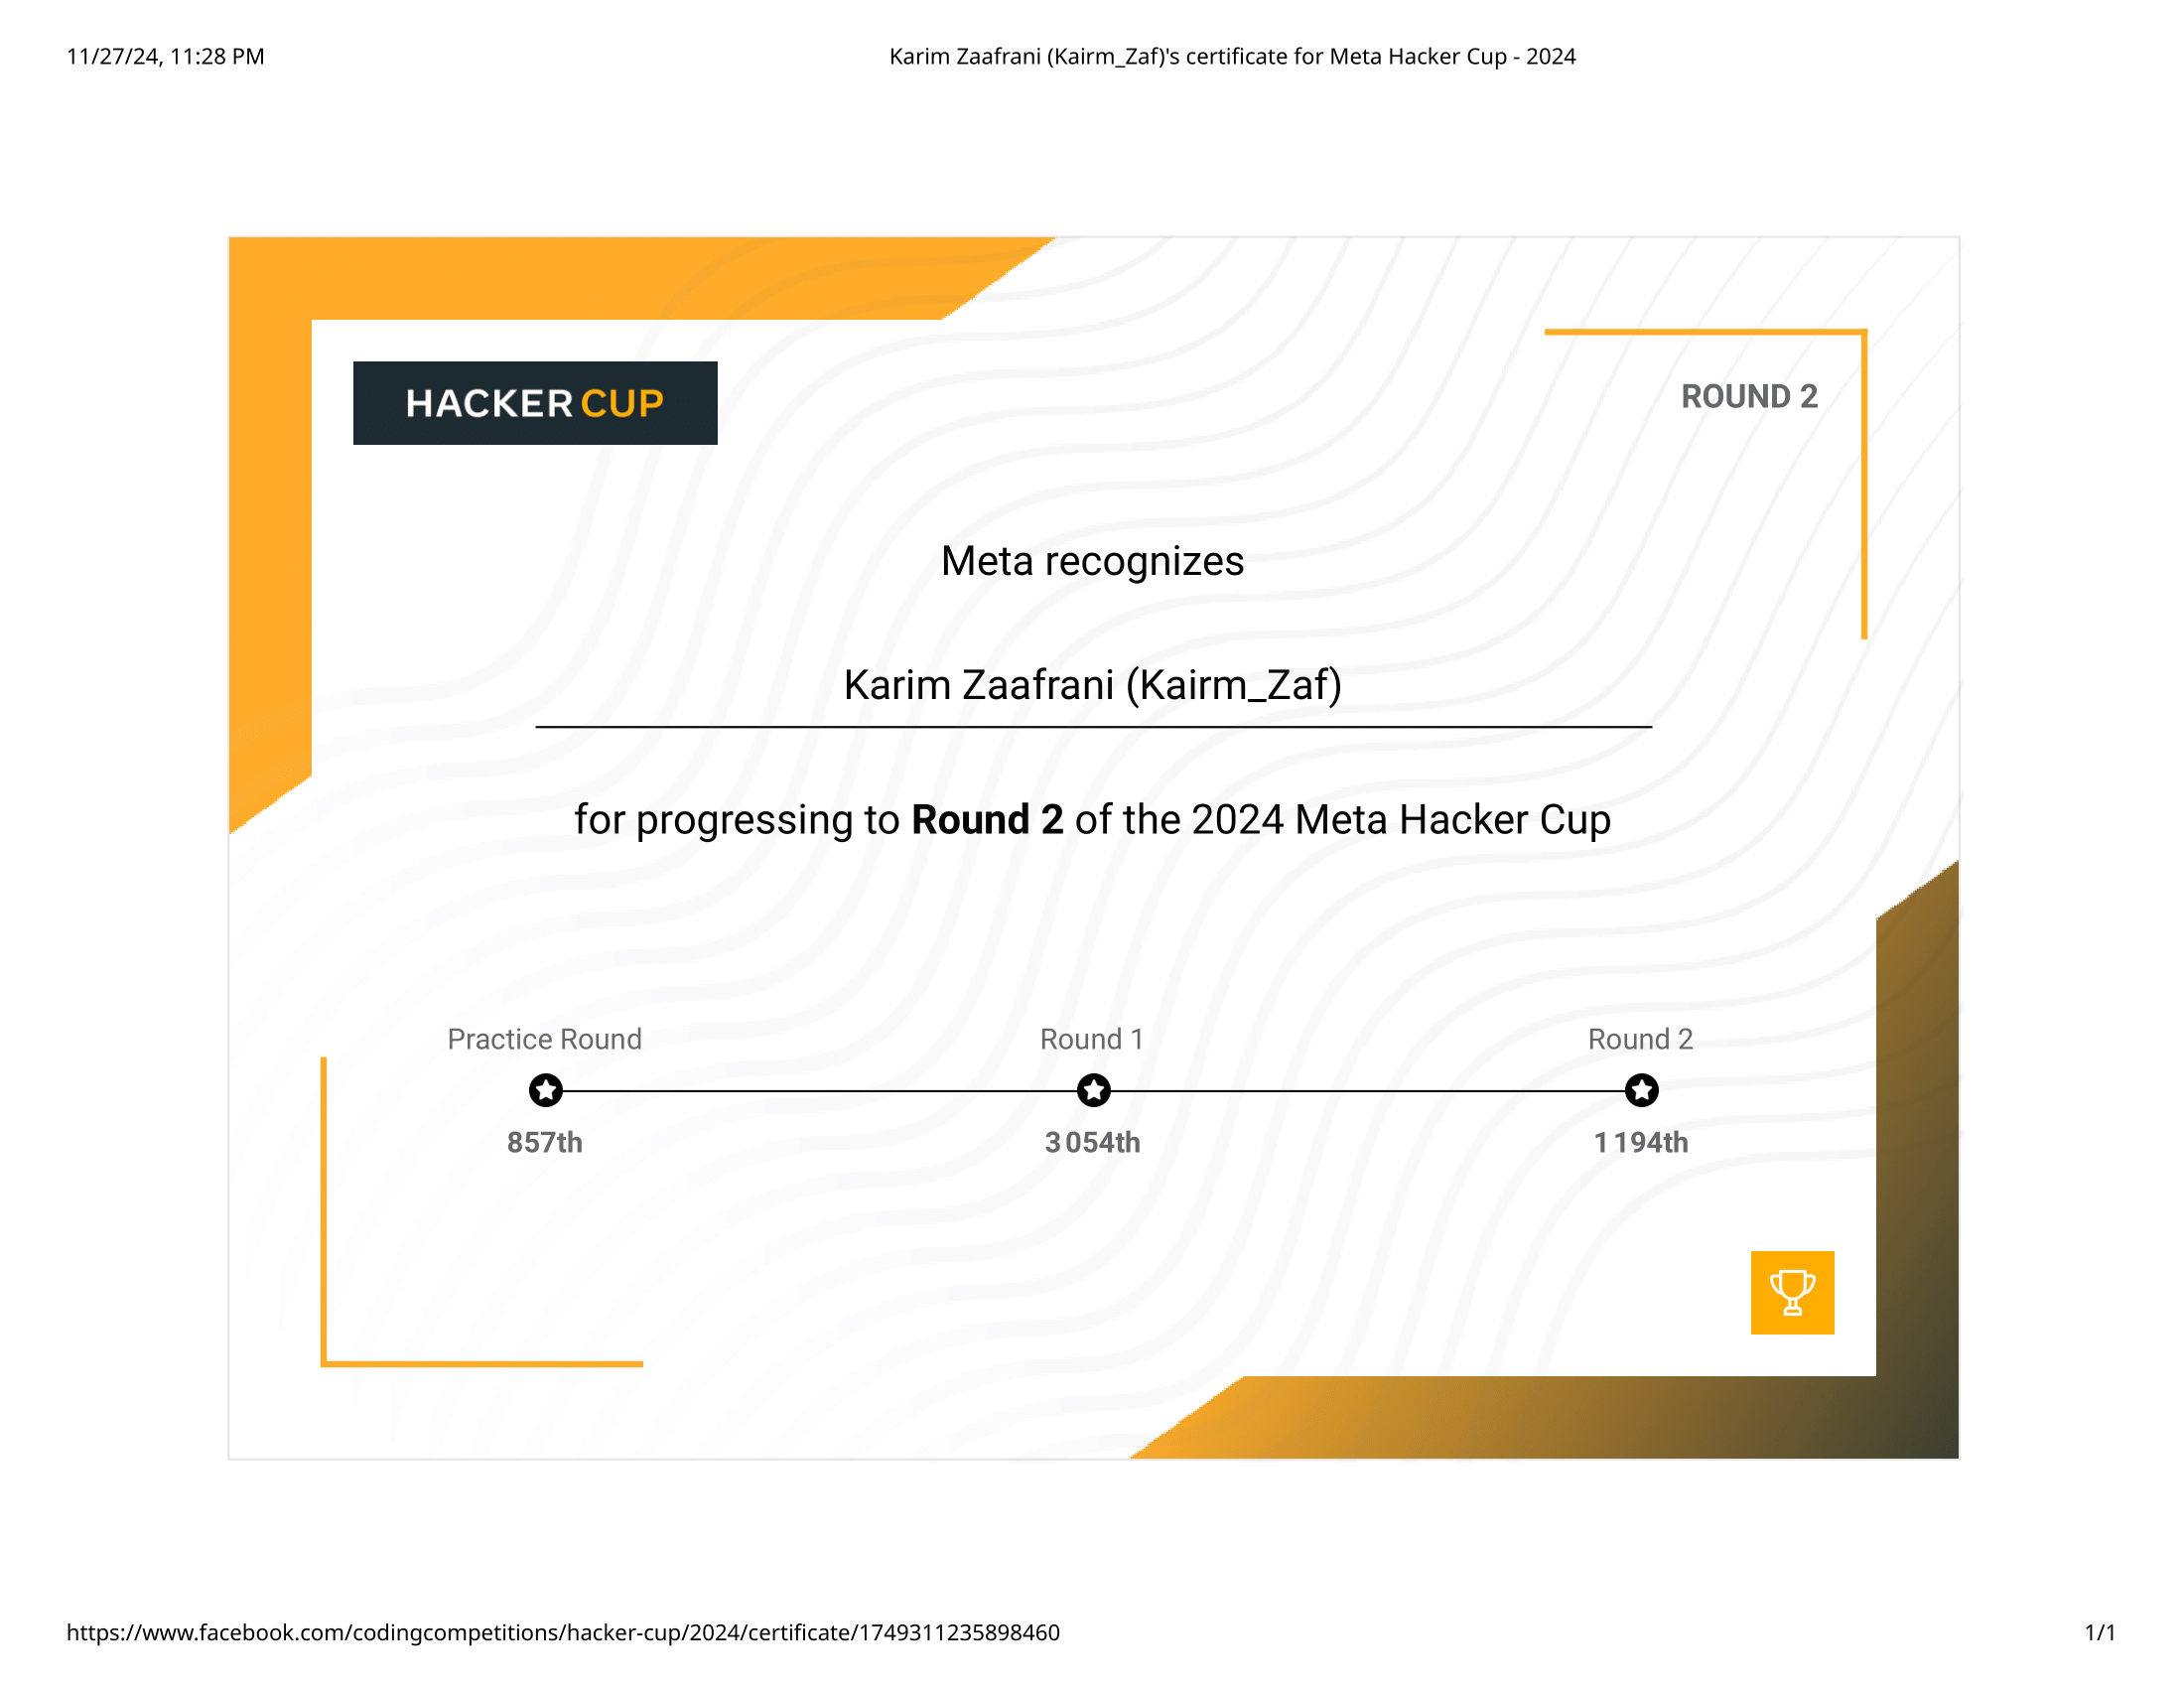 11/27/24, 11:28 PM
Karim Zaafrani (Kairm_Zaf)'s certificate for Meta Hacker Cup - 2024
HACKER CUP
ROUND 2
Meta recognizes
Karim Zaafrani (Kairm_Zaf)
for progressing to Round 2 of the 2024 Meta Hacker Cup
Practice Round
Round 1
Round 2
857th
3 054th
1 194th
https://www.facebook.com/codingcompetitions/hacker-cup/2024/certificate/1749311235898460
1/1